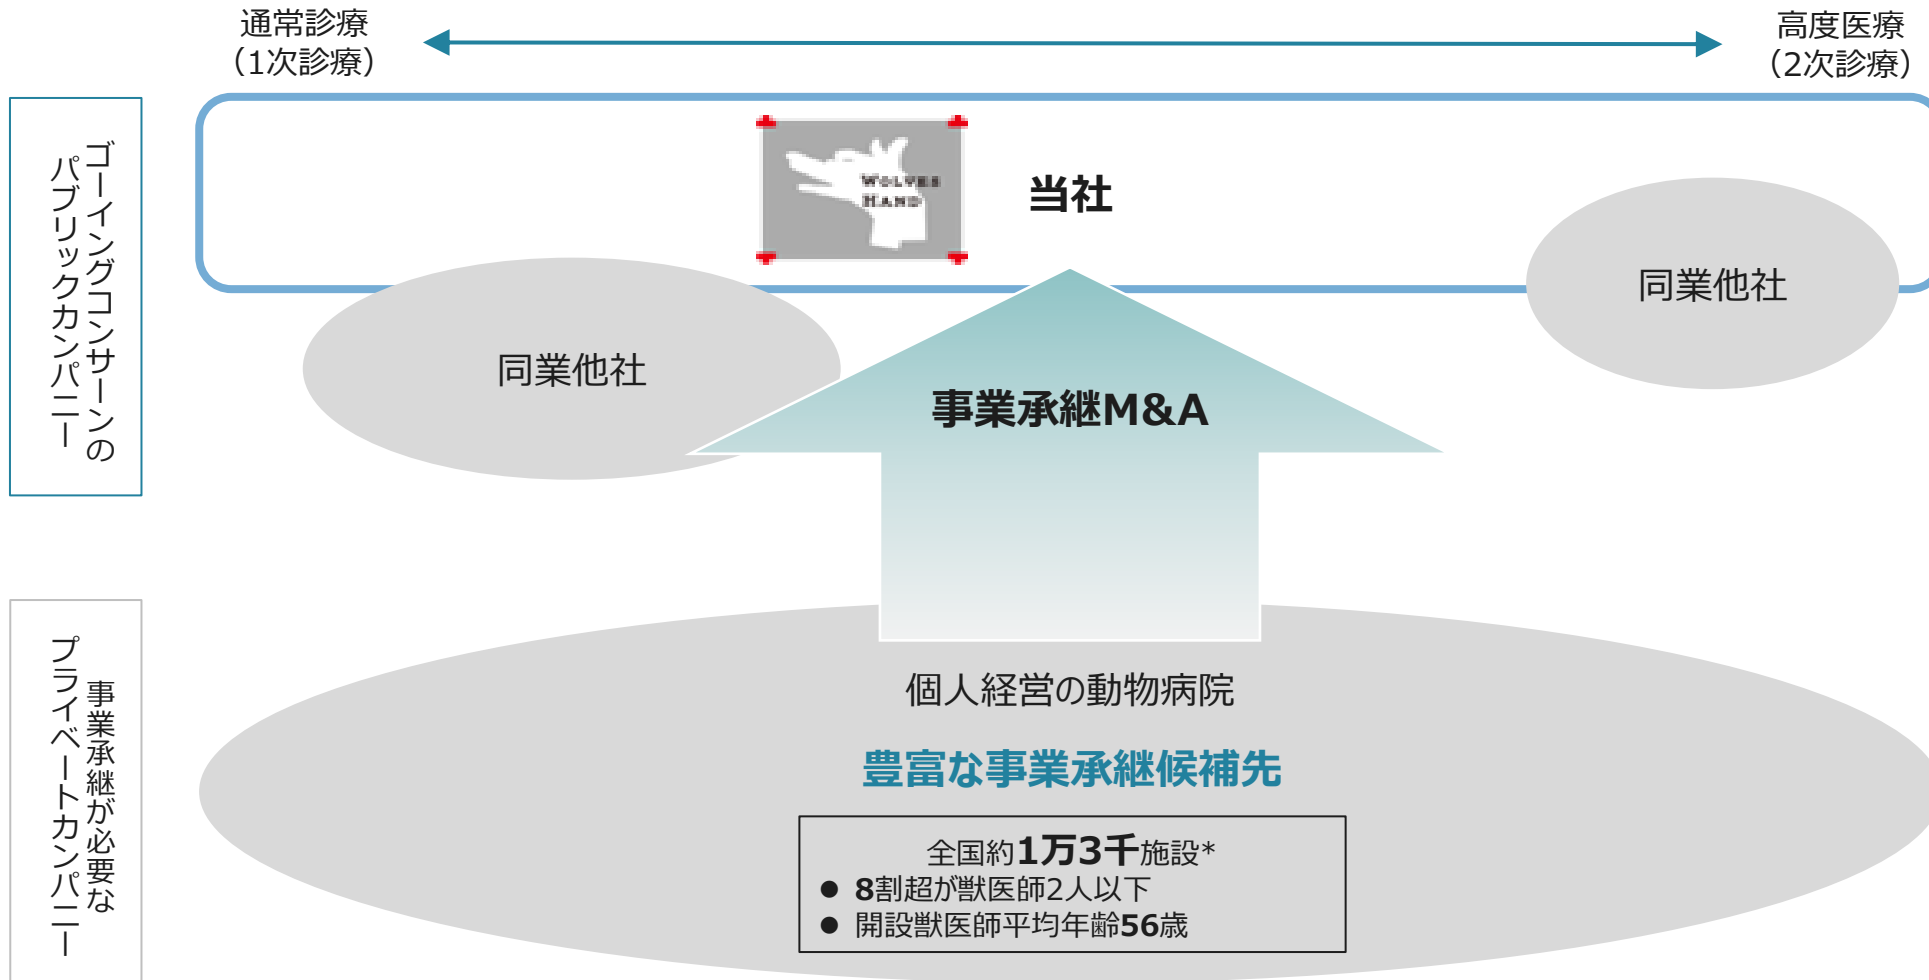 通常診療
（1次診療）
高度医療
（2次診療）
ゴーイングコンサーンの
パブリックカンパニー
WOLVES
HAND
当社
同業他社
同業他社
事業承継M&A
事業承継が必要な
プライベートカンパニー
個人経営の動物病院
豊富な事業承継候補先
全国約1万3千施設*
● 8割超が獣医師2人以下
● 開設獣医師平均年齢56歳